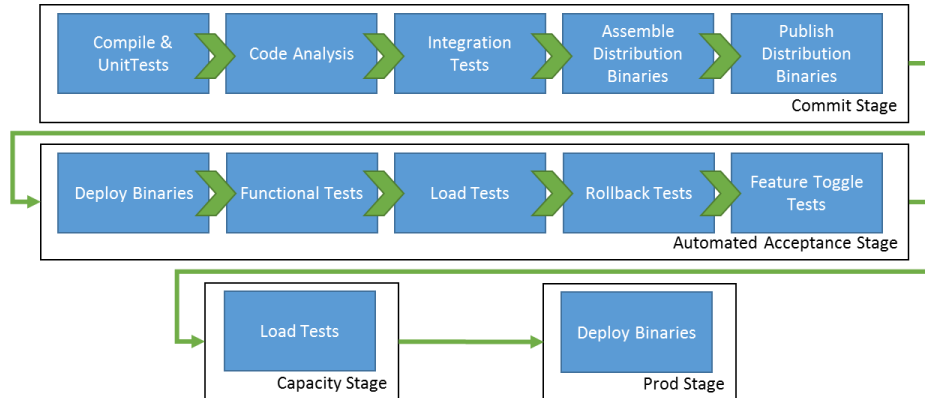 Compile &
UnitTests
Code Analysis
Integration
Tests
Assemble
Distribution
Binaries
Publish
Distribution
Binaries
Commit Stage
Deploy Binaries
Functional Tests
Load Tests
Rollback Tests
Feature Toggle
Tests
Automated Acceptance Stage
Load Tests
Capacity Stage
Deploy Binaries
Prod Stage